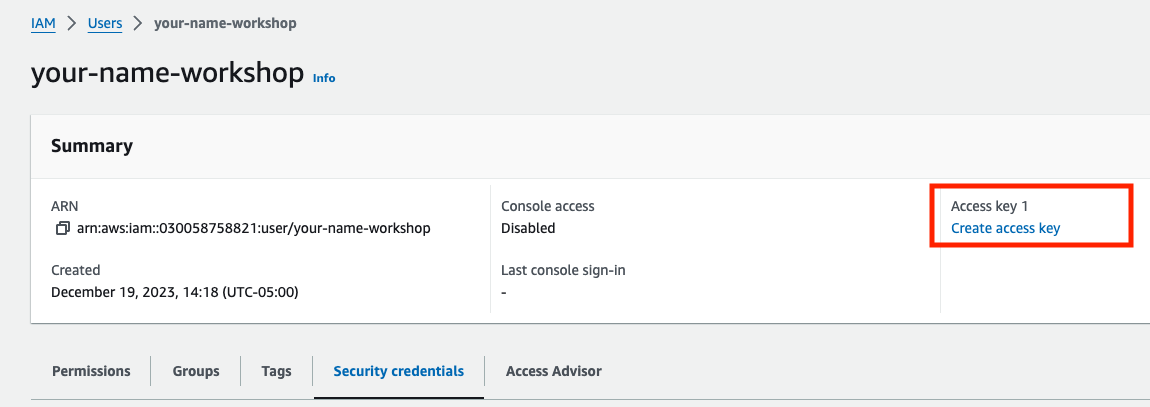 IAM > Users > your-name-workshop
your-name-workshop Info
Summary
ARN
arn:aws:iam::030058758821:user/your-name-workshop
Created
December 19, 2023, 14:18 (UTC-05:00)
Console access
Disabled
Last console sign-in
-
Access key 1
Create access key
Permissions
Groups
Tags
Security credentials
Access Advisor